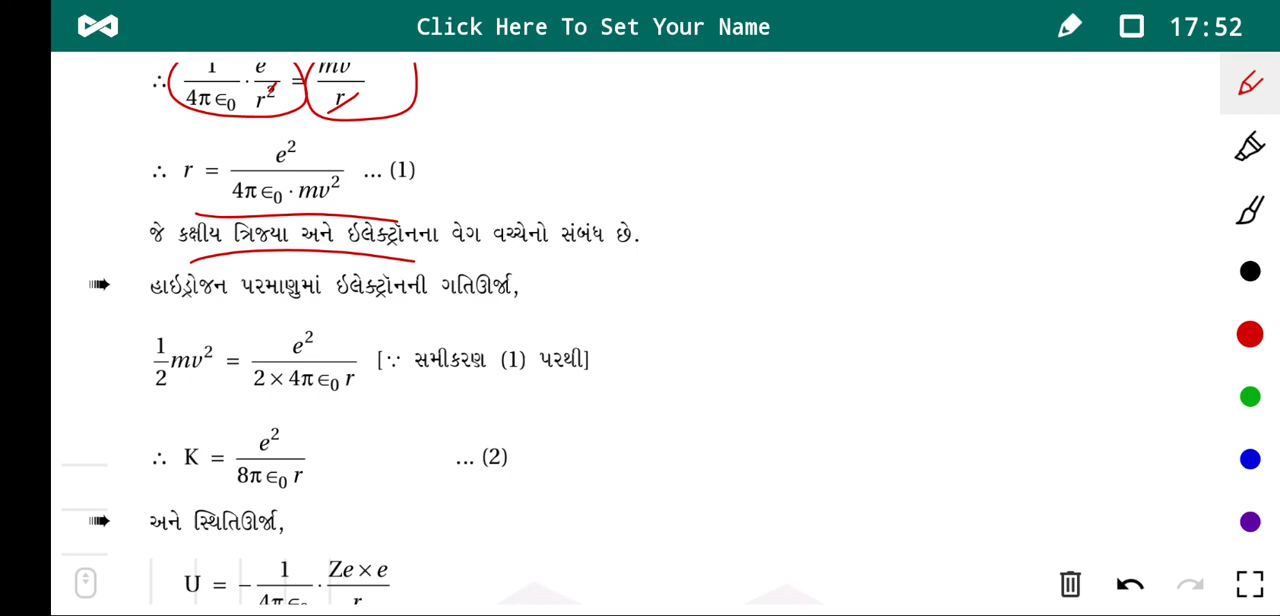 Click Here To Set Your Name 17:52
∴ 1/4π∈₀ · e/r² = mv/r
∴ r = e²/4π∈₀ · mv² ... (1)
જે કક્ષીય ત્રિજ્યા અને ઇલેક્ટ્રૉનના વેગ વચ્ચેનો સંબંધ છે.
હાઇડ્રોજન પરમાણુમાં ઇલેક્ટ્રૉનની ગતિઊર્જા,
1/2 mv² = e²/2 × 4π∈₀ r [∵ સમીકરણ (1) પરથી]
∴ K = e²/8π∈₀ r ... (2)
અને સ્થિતિઊર્જા,
U = − 1/4π∈₀ · Ze × e/r